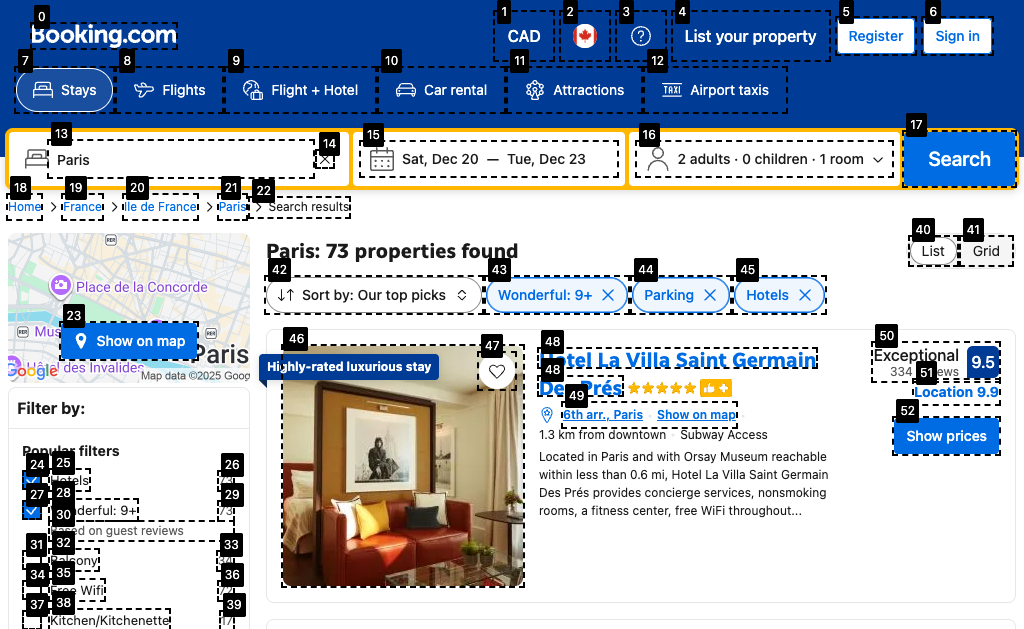 0
1
2
3
4
5
6
Booking.com
CAD
List your property
Register
Sign in
7
8
9
10
11
12
Stays
Flights
Flight + Hotel
Car rental
Attractions
Airport taxis
13
14
15
16
17
Paris
Sat, Dec 20 — Tue, Dec 23
2 adults · 0 children · 1 room
Search
18
19
20
21
22
Home
France
Ile de France
Paris
Search results
Paris: 73 properties found
40
41
List
Grid
RER
Place de la Concorde
42
43
44
45
Sort by: Our top picks
Wonderful: 9+
Parking
Hotels
23
Show on map
RER
RER
Paris
Google
des Invalides
Map data ©2025
46
47
Highly-rated luxurious stay
48
48
Hotel La Villa Saint Germain
Des Prés
49
6th arr., Paris
Show on map
1.3 km from downtown
Subway Access
Located in Paris and with Orsay Museum reachable
within less than 0.6 mi, Hotel La Villa Saint Germain
Des Prés provides concierge services, nonsmoking
rooms, a fitness center, free WiFi throughout...
50
Exceptional
334
9.5
51
Location 9.9
52
Show prices
Filter by:
Popular filters
24
25
26
Hotels
73
27
28
29
Wonderful: 9+
73
30
Based on guest reviews
31
32
33
Balcony
34
35
36
Free Wifi
37
38
39
Kitchen/Kitchenette